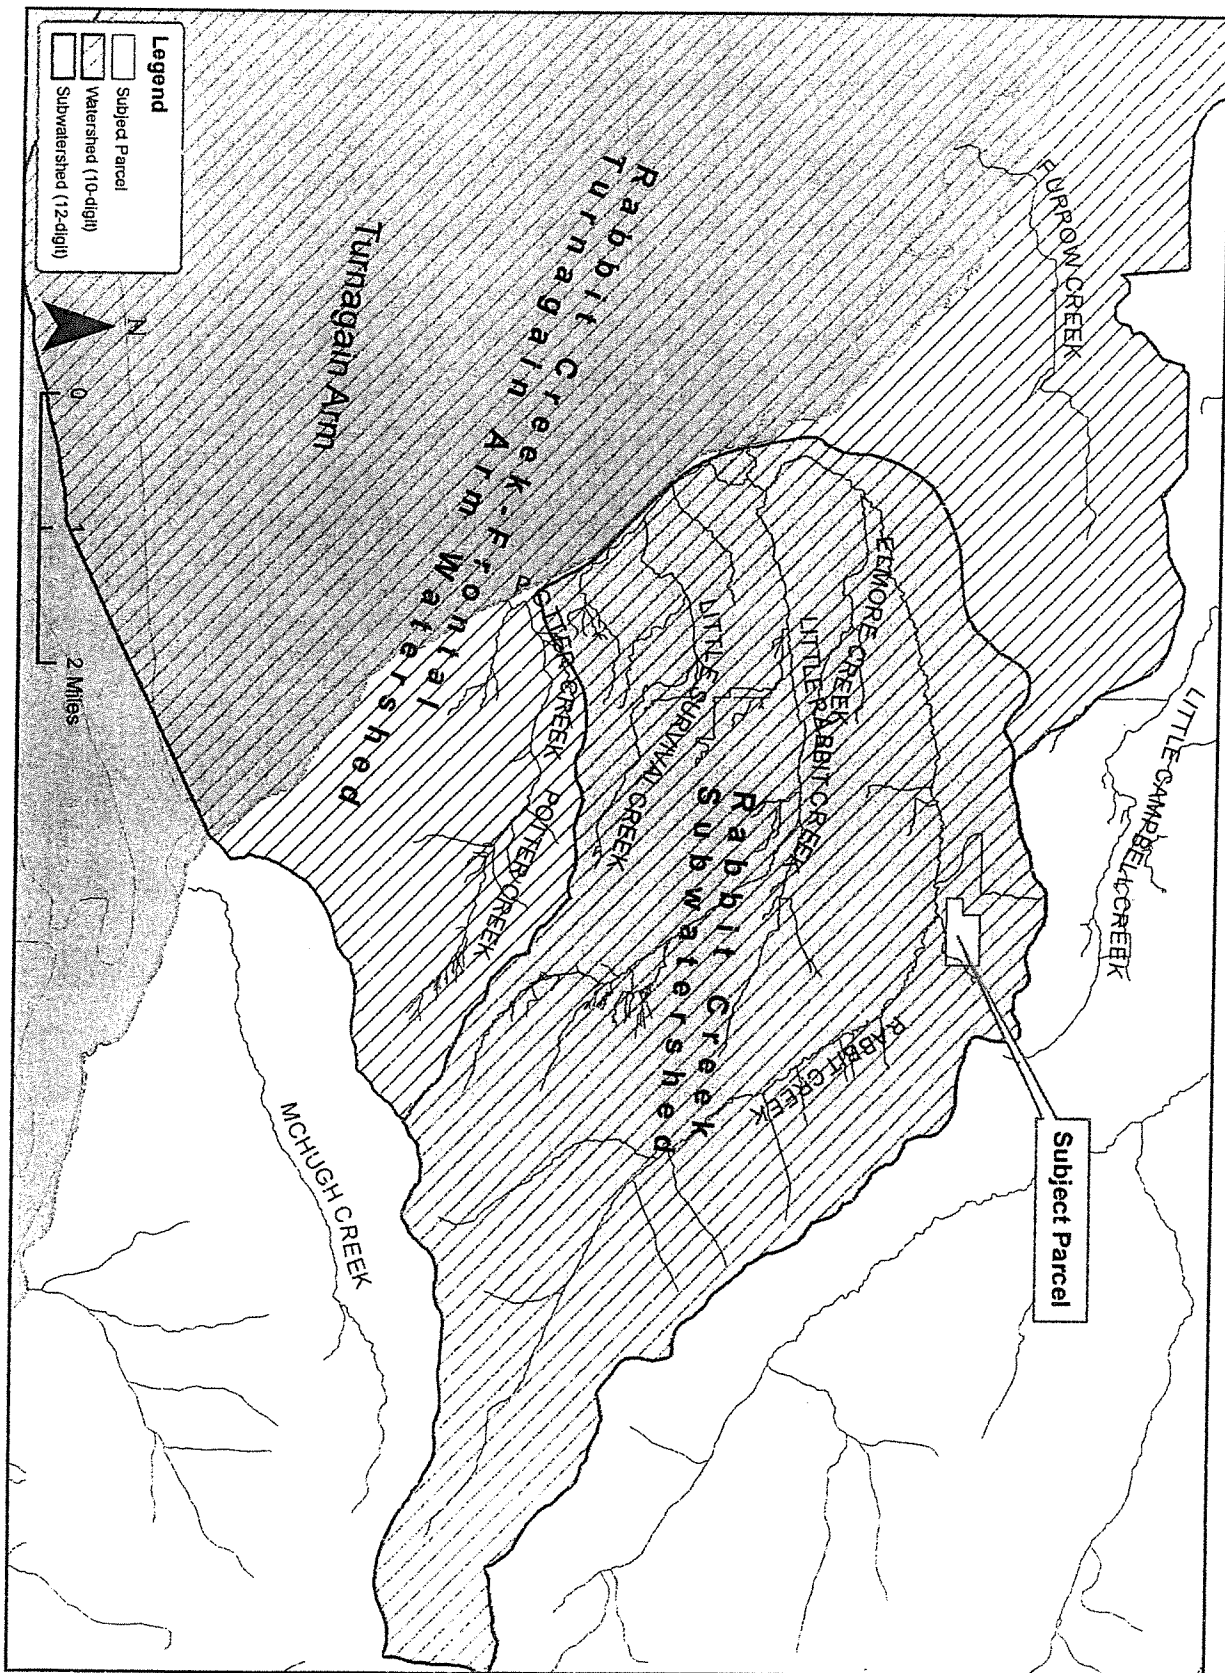 FURROW CREEK
LITTLE CAMPBELL CREEK
Subject Parcel
ELMORE CREEK
LITTLE RABBIT CREEK
RABBIT CREEK
Rabbit Creek
Subwatershed
LITTLE SURVIVAL CREEK
Rabbit Creek-Frontal
Turnagain Arm Watershed
POTTER CREEK
Turnagain Arm
MCHUGH CREEK
Legend
Subject Parcel
Watershed (10-digit)
Subwatershed (12-digit)
N
0
1
2 Miles